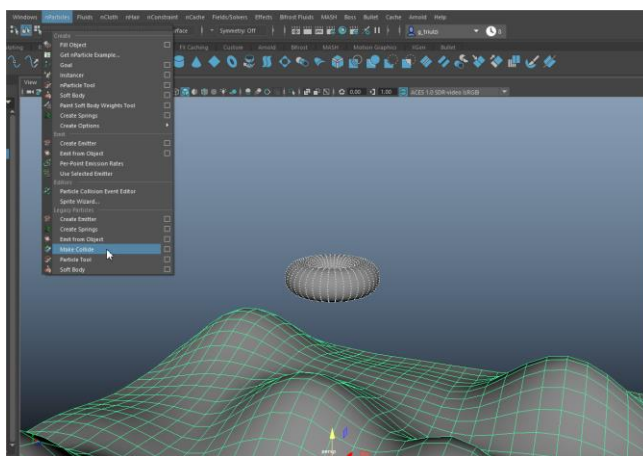 Windows nParticles Fluids nCloth nHair nConstraint nCache Fields/Solvers Effects Bifrost Fluids MASH Boss Bullet Cache Arnold Help
Symmetry: Off
g_triulzi
8
FX Caching Custom Arnold Bifrost MASH Motion Graphics XGen Bullet
View
0.00 1.00 ACES 1.0 SDR-video (sRGB)
Create
Fill Object
Get nParticle Example...
Goal
Instancer
nParticle Tool
Soft Body
Paint Soft Body Weights Tool
Create Springs
Create Options
Emit
Create Emitter
Emit from Object
Per-Point Emission Rates
Use Selected Emitter
Editors
Particle Collision Event Editor
Sprite Wizard...
Legacy Particles
Create Emitter
Create Springs
Emit from Object
Make Collide
Particle Tool
Soft Body
persp